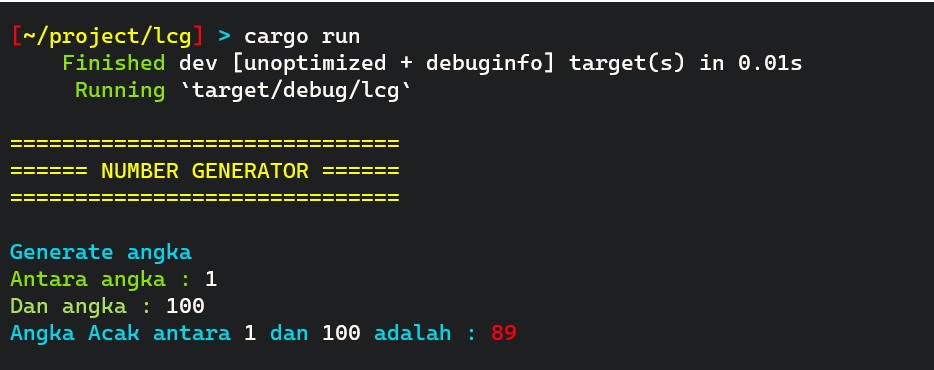 [~/project/lcg] > cargo run
Finished dev [unoptimized + debuginfo] target(s) in 0.01s
Running `target/debug/lcg`
==============================
====== NUMBER GENERATOR ======
==============================
Generate angka
Antara angka : 1
Dan angka : 100
Angka Acak antara 1 dan 100 adalah : 89